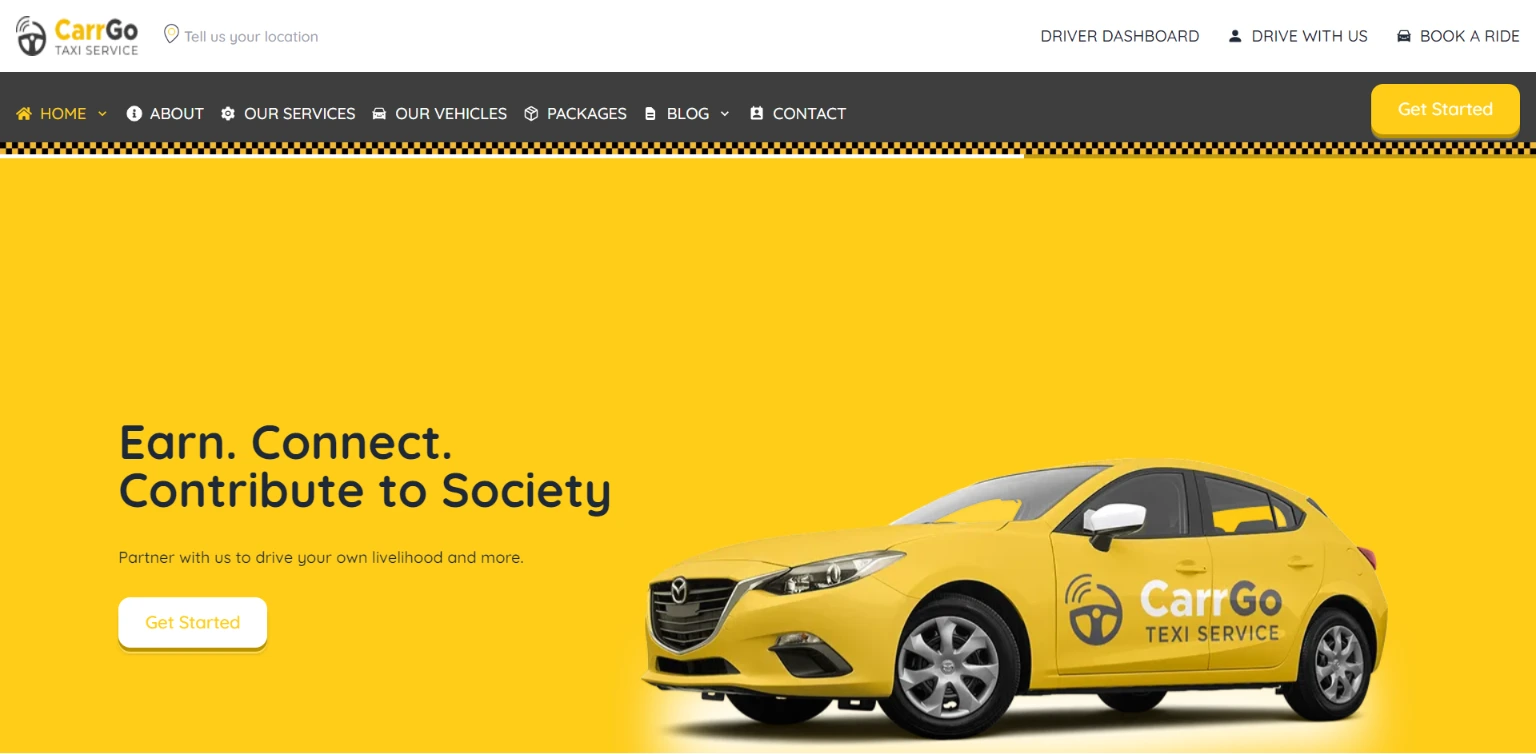 CarrGo
TAXI SERVICE
Tell us your location
DRIVER DASHBOARD
DRIVE WITH US
BOOK A RIDE
HOME
ABOUT
OUR SERVICES
OUR VEHICLES
PACKAGES
BLOG
CONTACT
Get Started
Earn. Connect.
Contribute to Society
Partner with us to drive your own livelihood and more.
Get Started
CarrGo
TEXI SERVICE